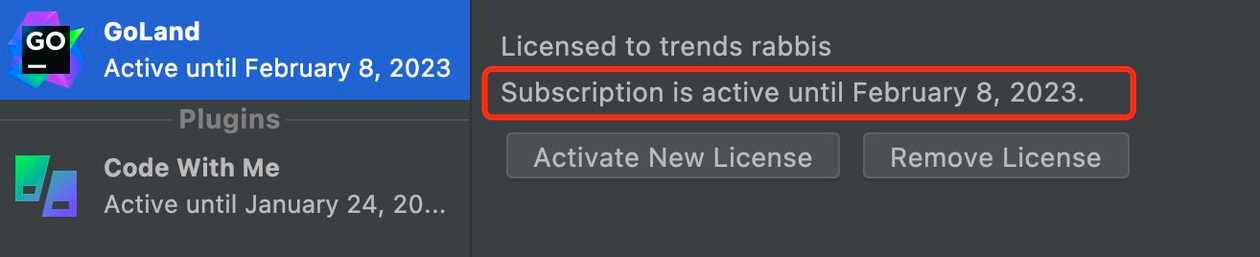 GO
GoLand
Active until February 8, 2023
Plugins
Code With Me
Active until January 24, 20...
Licensed to trends rabbis
Subscription is active until February 8, 2023.
Activate New License
Remove License